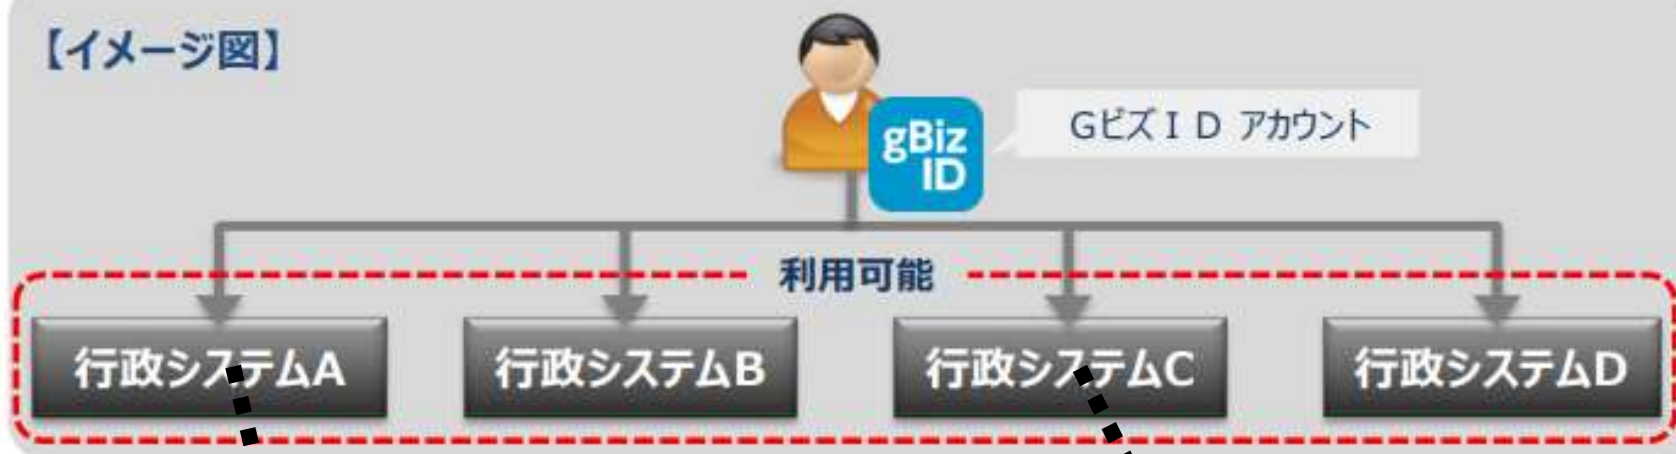 【イメージ図】
gBiz
ID
GビズＩＤ アカウント
利用可能
行政システムA
行政システムB
行政システムC
行政システムD